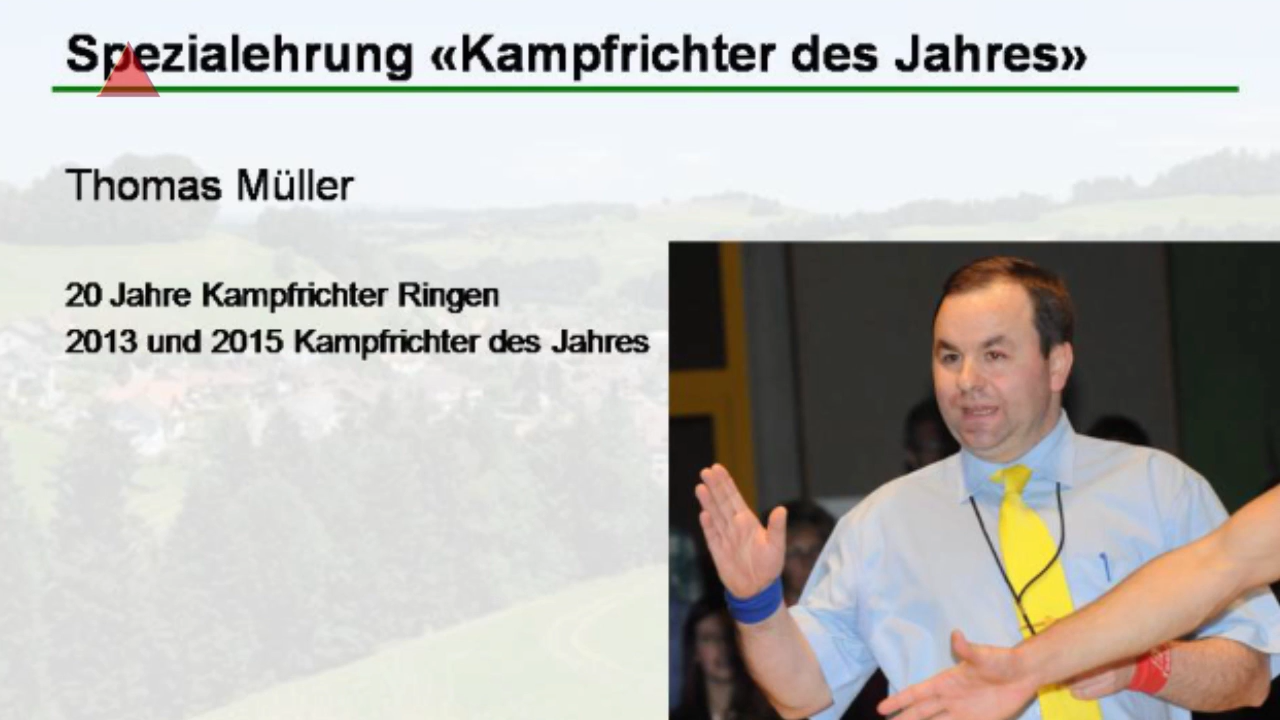 Spezialehrung «Kampfrichter des Jahres»
Thomas Müller
20 Jahre Kampfrichter Ringen
2013 und 2015 Kampfrichter des Jahres